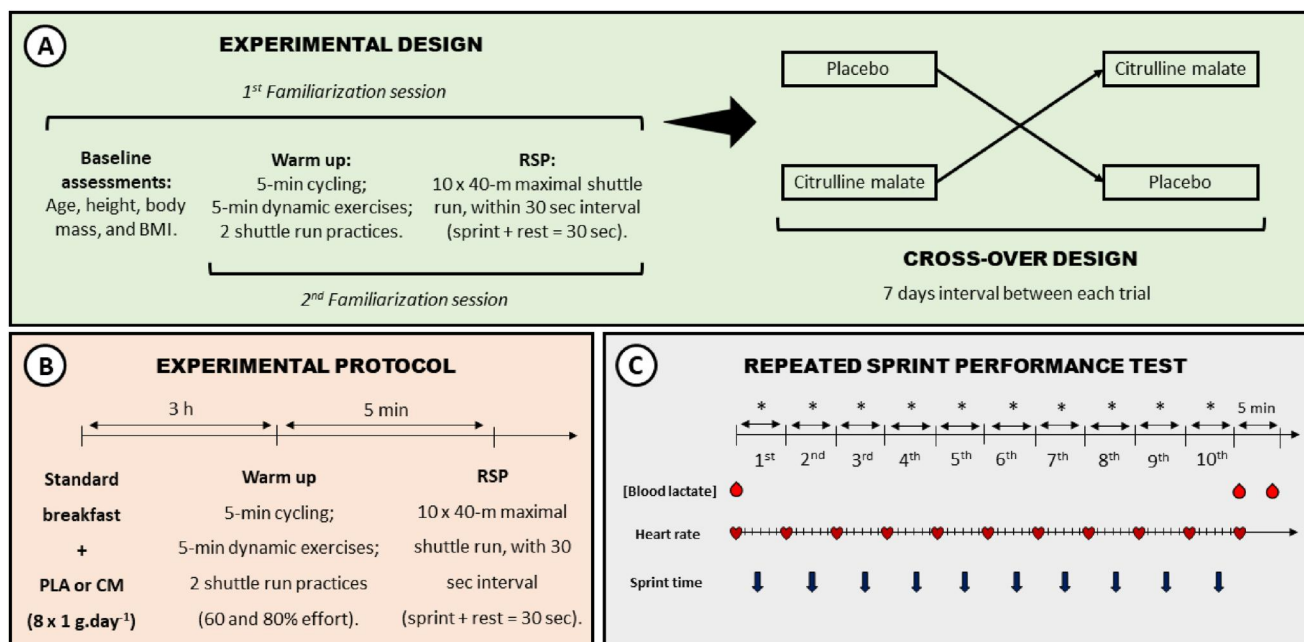 A
EXPERIMENTAL DESIGN
1st Familiarization session
Baseline
assessments:
Age, height, body
mass, and BMI.
Warm up:
5-min cycling;
5-min dynamic exercises;
2 shuttle run practices.
RSP:
10 x 40-m maximal shuttle
run, within 30 sec interval
(sprint + rest = 30 sec).
2nd Familiarization session
Placebo
Citrulline malate
Citrulline malate
Placebo
CROSS-OVER DESIGN
7 days interval between each trial
B
EXPERIMENTAL PROTOCOL
3 h
5 min
Standard
breakfast
+
PLA or CM
(8 x 1 g.day-1)
Warm up
5-min cycling;
5-min dynamic exercises;
2 shuttle run practices
(60 and 80% effort).
RSP
10 x 40-m maximal
shuttle run, with 30
sec interval
(sprint + rest = 30 sec).
C
REPEATED SPRINT PERFORMANCE TEST
* * * * * * * * * * 5 min
1st 2nd 3rd 4th 5th 6th 7th 8th 9th 10th
[Blood lactate]
Heart rate
Sprint time